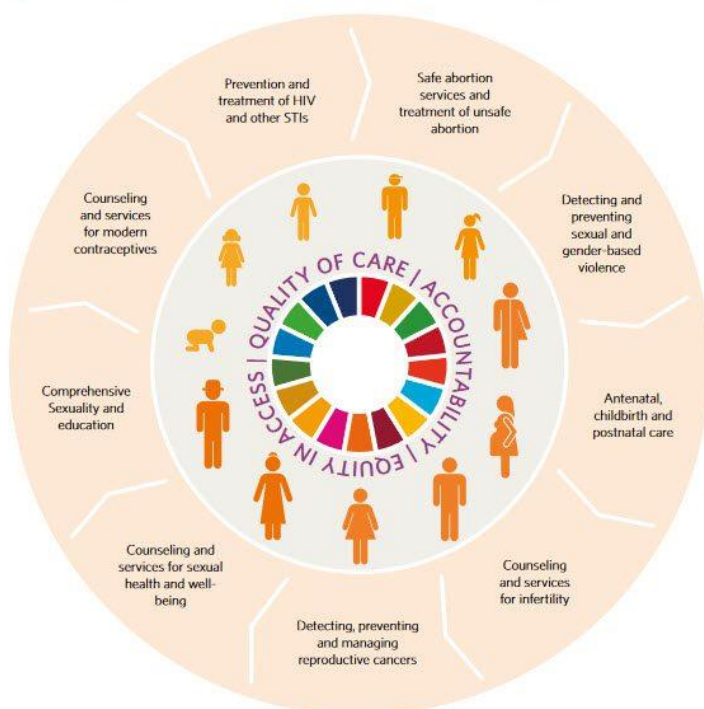 Prevention and
treatment of HIV
and other STIs
Safe abortion
services and
treatment of unsafe
abortion
Detecting and
preventing
sexual and
gender-based
violence
Antenatal,
childbirth and
postnatal care
Counseling
and services
for infertility
Detecting, preventing
and managing
reproductive cancers
Counseling and
services for sexual
health and well-
being
Comprehensive
Sexuality and
education
Counseling
and services
for modern
contraceptives
QUALITY OF CARE | ACCOUNTABILITY | EQUITY IN ACCESS |